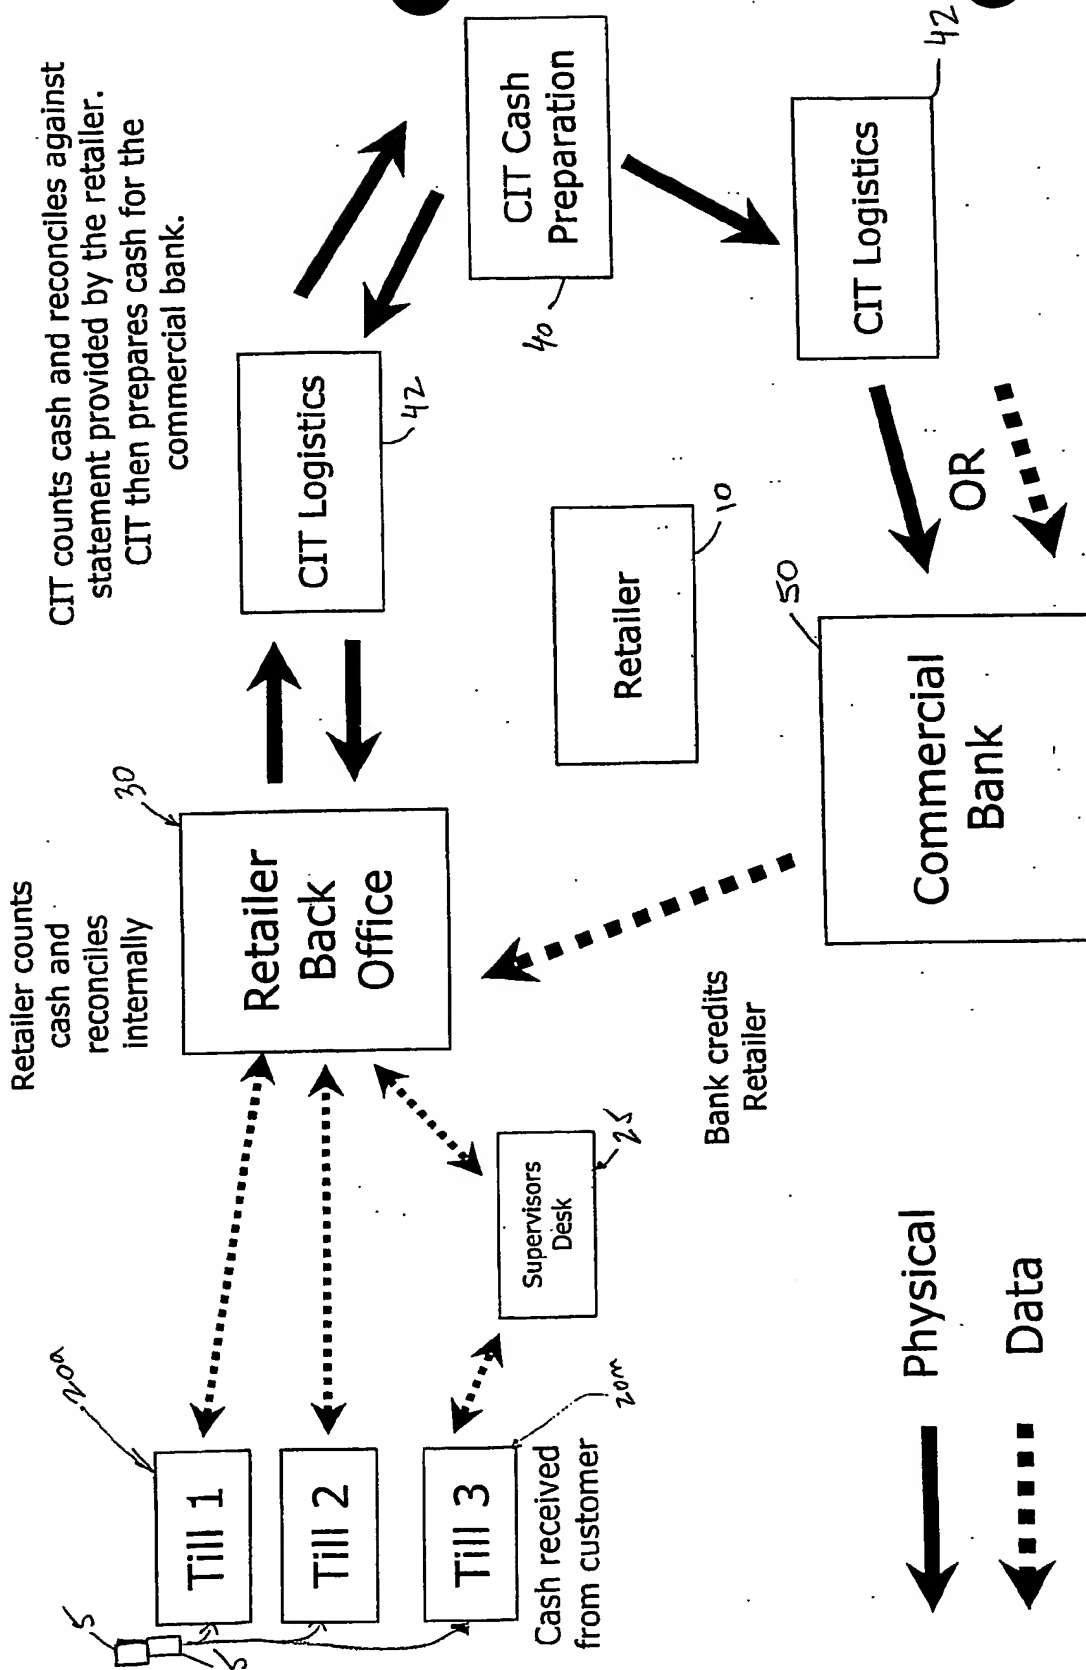 CIT counts cash and reconciles against
statement provided by the retailer.
CIT then prepares cash for the
commercial bank.
Retailer counts
cash and
reconciles
internally
30
Retailer
Back
Office
CIT Logistics
42
CIT Cash
Preparation
40
CIT Logistics
42
OR
Retailer
10
50
Commercial
Bank
Bank credits
Retailer
Supervisors
Desk
25
20a
Till 1
Till 2
Till 3
20m
5
5
Cash received
from customer
Physical
Data